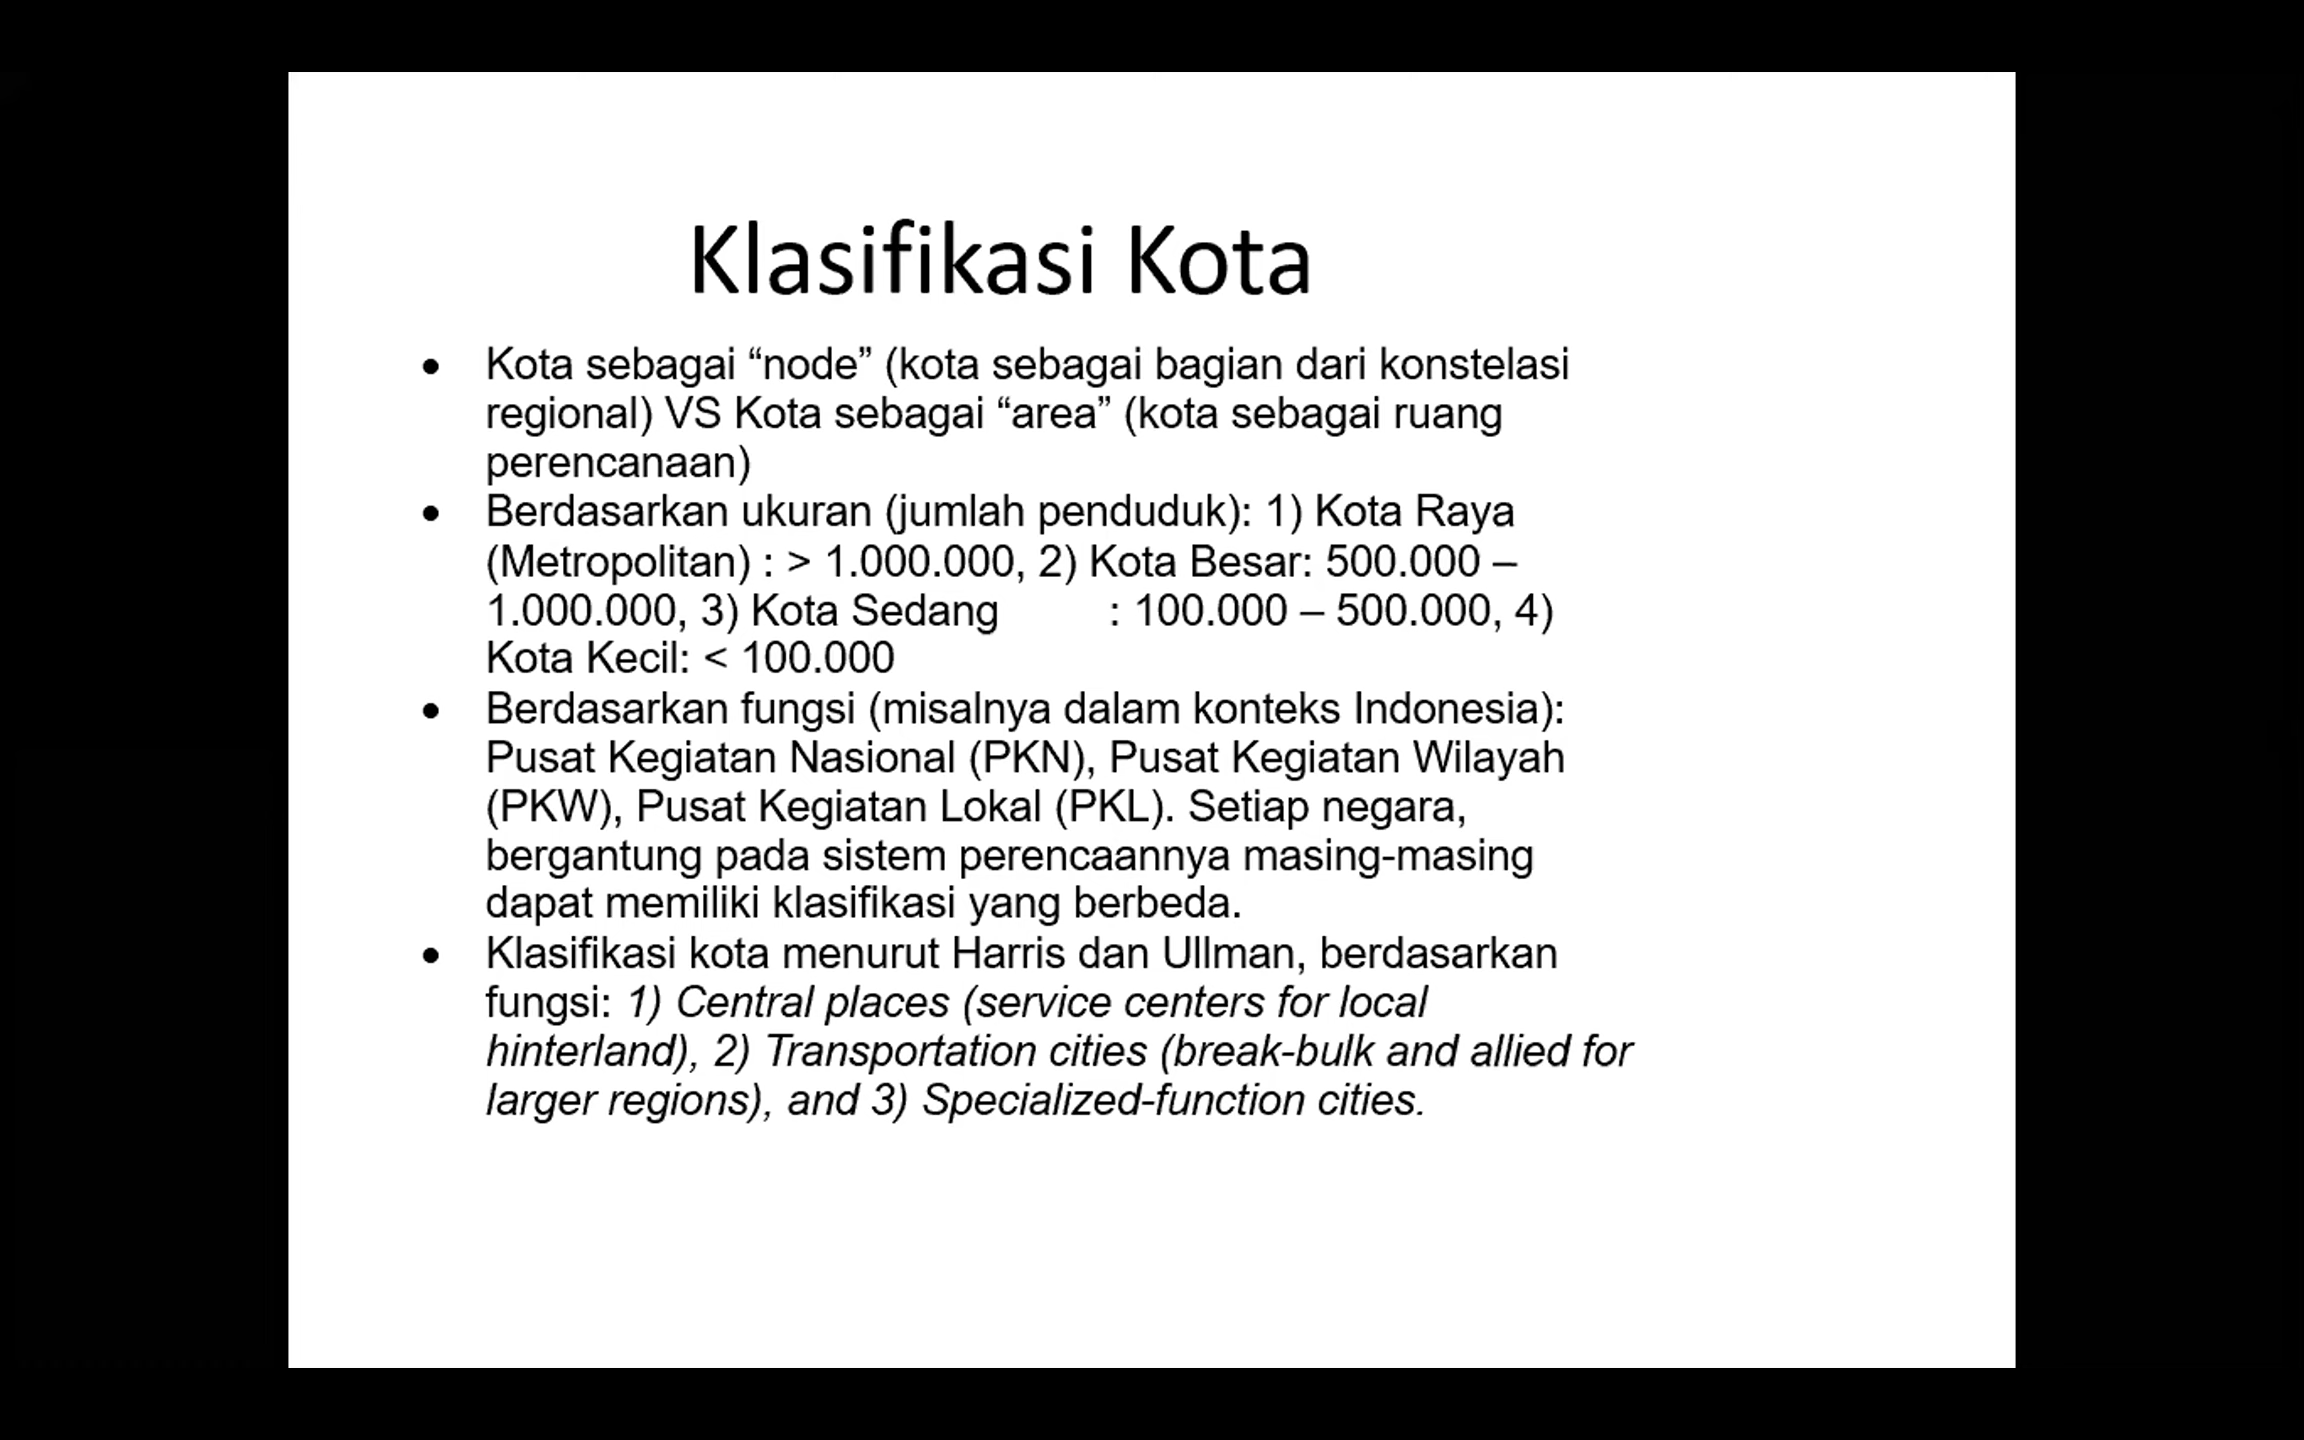 Klasifikasi Kota
• Kota sebagai “node” (kota sebagai bagian dari konstelasi
regional) VS Kota sebagai “area” (kota sebagai ruang
perencanaan)
• Berdasarkan ukuran (jumlah penduduk): 1) Kota Raya
(Metropolitan) : > 1.000.000, 2) Kota Besar: 500.000 –
1.000.000, 3) Kota Sedang : 100.000 – 500.000, 4)
Kota Kecil: < 100.000
• Berdasarkan fungsi (misalnya dalam konteks Indonesia):
Pusat Kegiatan Nasional (PKN), Pusat Kegiatan Wilayah
(PKW), Pusat Kegiatan Lokal (PKL). Setiap negara,
bergantung pada sistem perencaannya masing-masing
dapat memiliki klasifikasi yang berbeda.
• Klasifikasi kota menurut Harris dan Ullman, berdasarkan
fungsi: 1) Central places (service centers for local
hinterland), 2) Transportation cities (break-bulk and allied for
larger regions), and 3) Specialized-function cities.